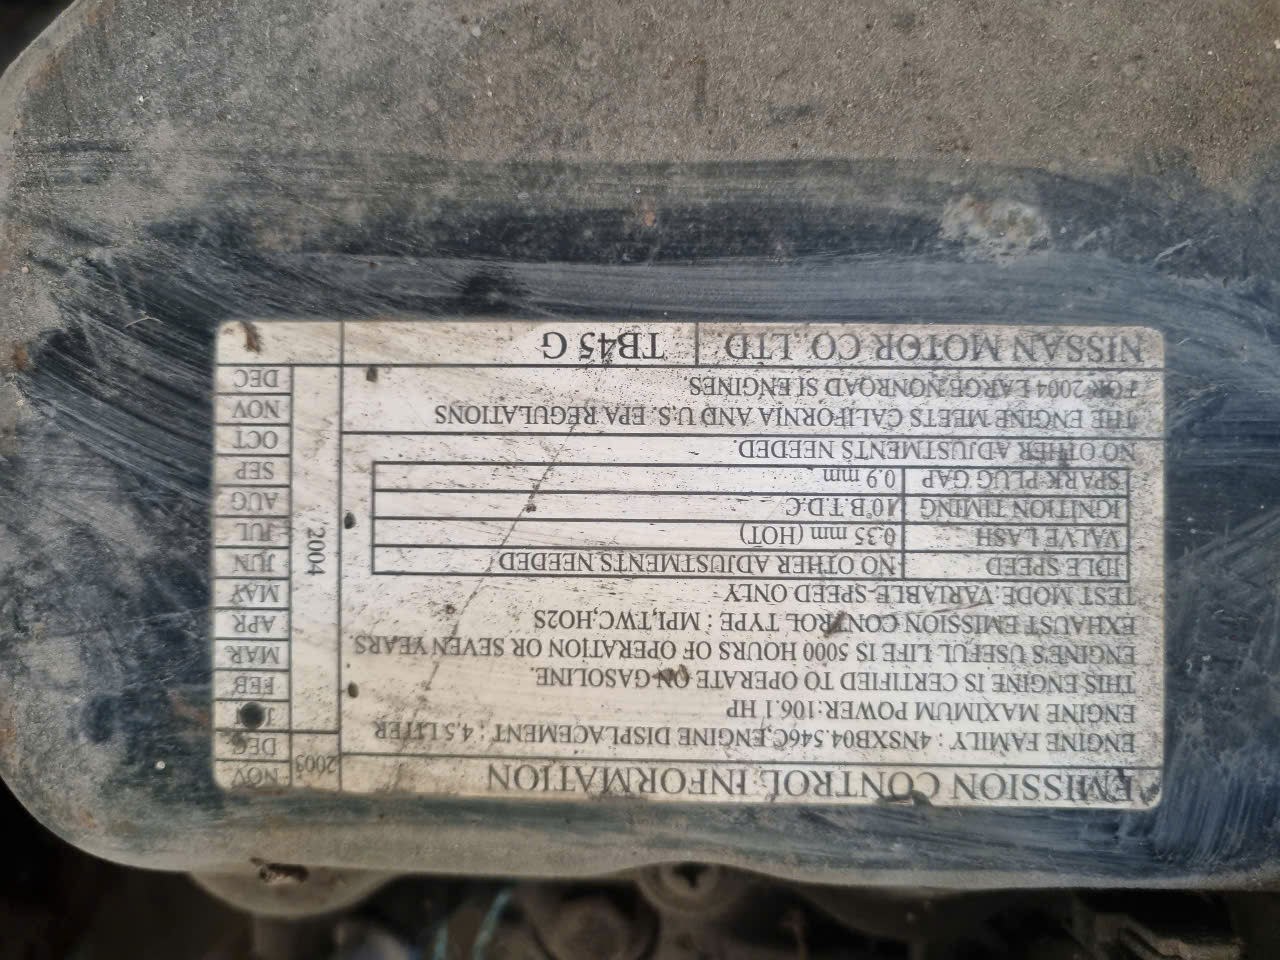 EMISSION CONTROL INFORMATION
ENGINE FAMILY : 4NSXB04.546C,ENGINE DISPLACEMENT : 4.5 LITER
ENGINE MAXIMUM POWER:106.1 HP
THIS ENGINE IS CERTIFIED TO OPERATE ON GASOLINE.
ENGINE'S USEFUL LIFE IS 5000 HOURS OF OPERATION OR SEVEN YEARS
EXHAUST EMISSION CONTROL TYPE : MPI,TWC,HO2S
TEST MODE:VARIABLE-SPEED ONLY
IDLE SPEED NO OTHER ADJUSTMENTS NEEDED
VALVE LASH 0.35 mm (HOT)
IGNITION TIMING 10°B.T.D.C
SPARK PLUG GAP 0.9 mm
NO OTHER ADJUSTMENTS NEEDED.
THE ENGINE MEETS CALIFORNIA AND U.S. EPA REGULATIONS
FOR 2004 LARGE NONROAD SI ENGINES.
NISSAN MOTOR CO.,LTD. TB45 G
2003
NOV
DEC
2004
FEB
MAR
APR
MAY
JUN
JUL
AUG
SEP
OCT
NOV
DEC